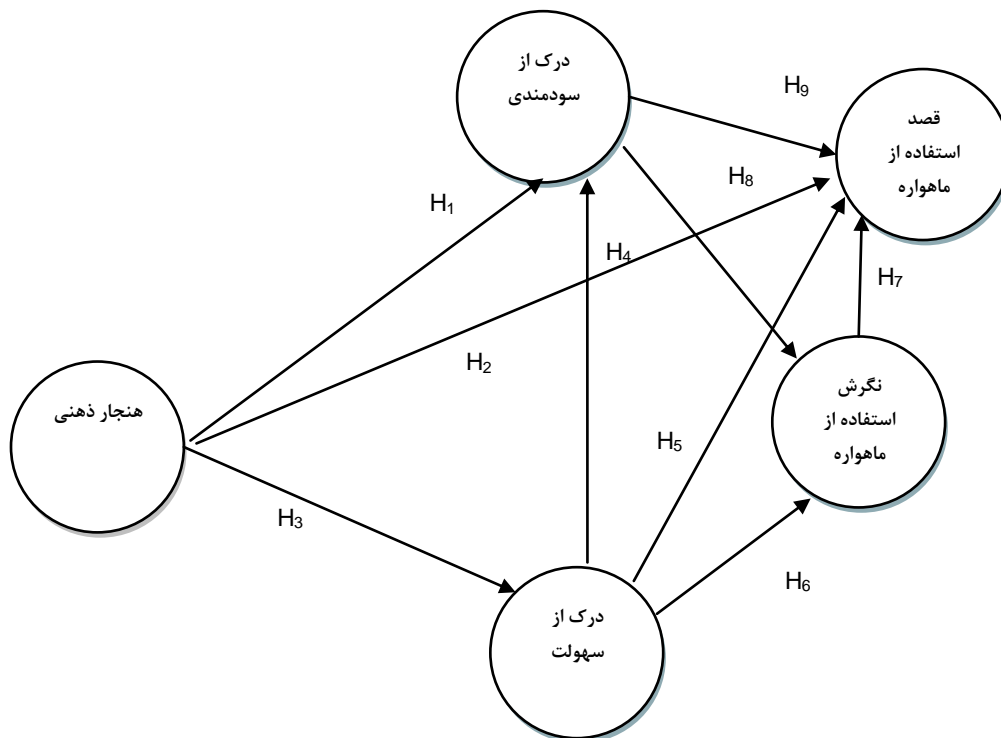 درک از
سودمندی
H9
قصد
استفاده از
ماهواره
H8
H1
H4
H7
H2
نگرش
استفاده از
ماهواره
هنجار ذهنی
H5
H3
H6
درک از
سهولت